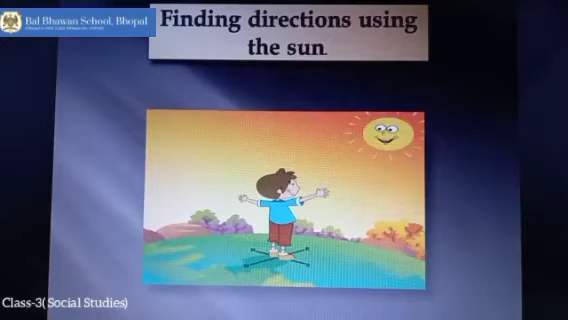 Bal Bhawan School, Bhopal
Finding directions using
the sun.
Class-3(Social Studies)